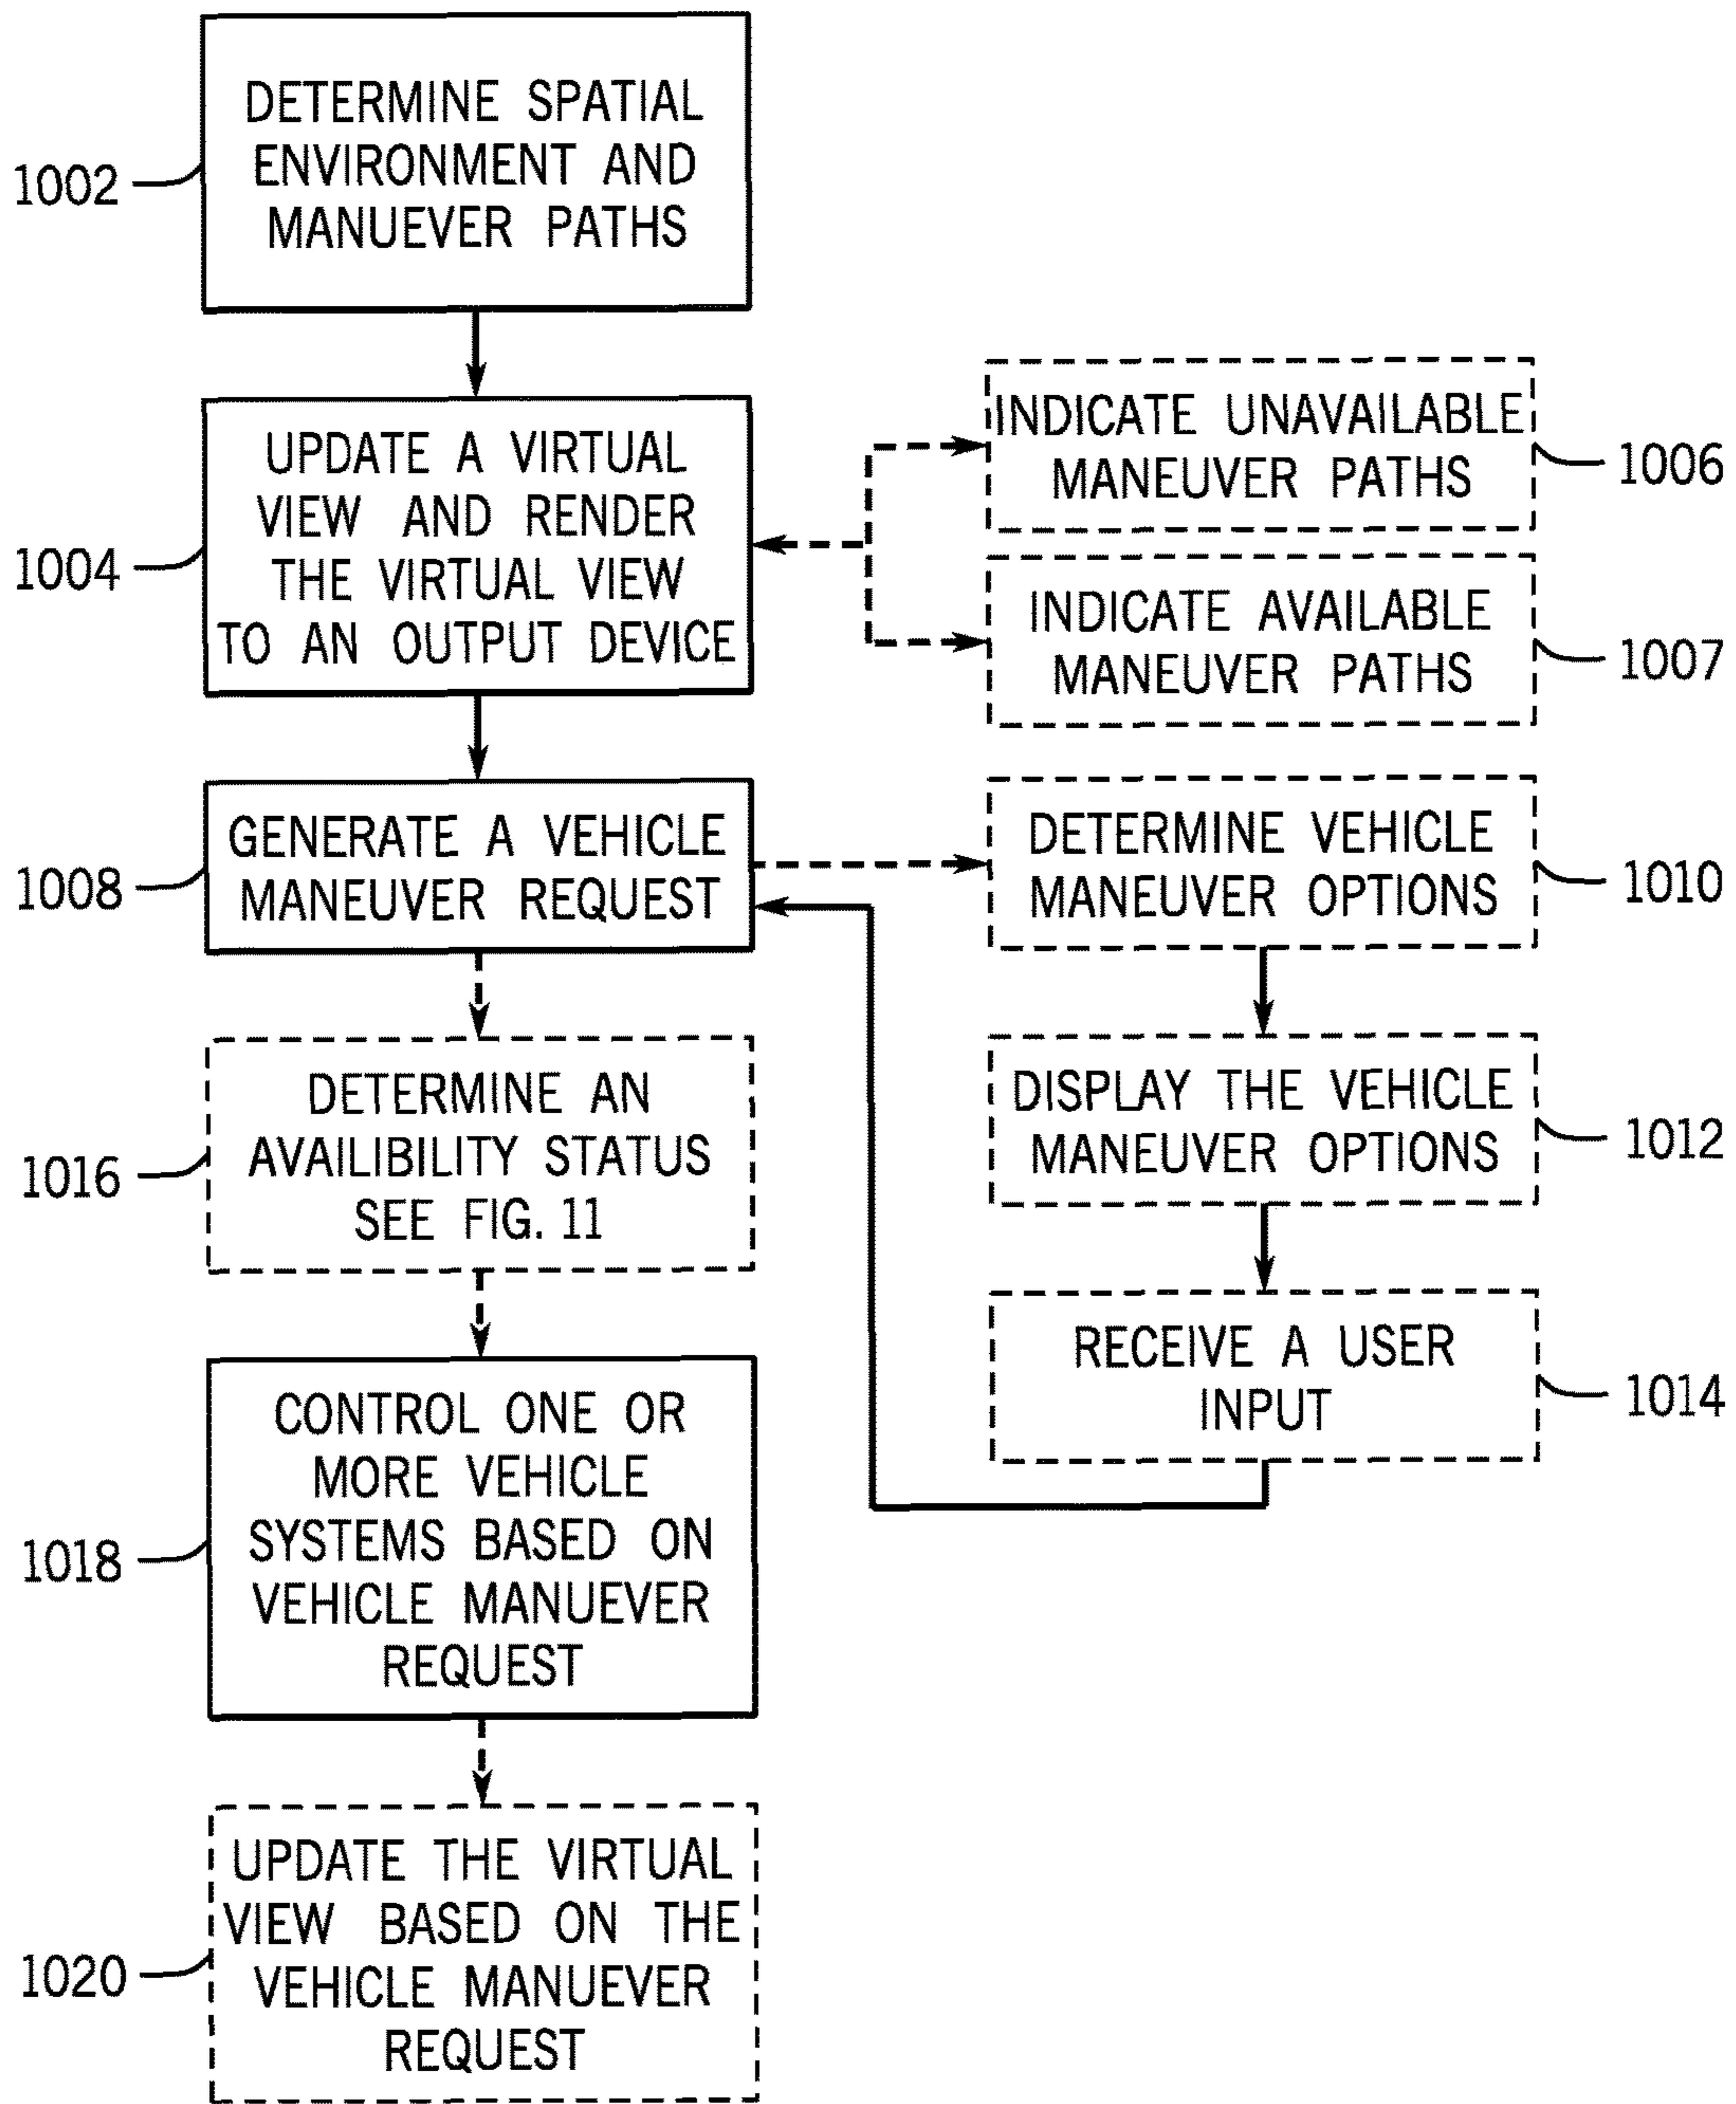 DETERMINE SPATIAL
ENVIRONMENT AND
MANUEVER PATHS
1002
UPDATE A VIRTUAL
VIEW AND RENDER
THE VIRTUAL VIEW
TO AN OUTPUT DEVICE
1004
INDICATE UNAVAILABLE
MANEUVER PATHS
1006
INDICATE AVAILABLE
MANEUVER PATHS
1007
GENERATE A VEHICLE
MANEUVER REQUEST
1008
DETERMINE VEHICLE
MANEUVER OPTIONS
1010
DISPLAY THE VEHICLE
MANEUVER OPTIONS
1012
RECEIVE A USER
INPUT
1014
DETERMINE AN
AVAILIBILITY STATUS
SEE FIG. 11
1016
CONTROL ONE OR
MORE VEHICLE
SYSTEMS BASED ON
VEHICLE MANUEVER
REQUEST
1018
UPDATE THE VIRTUAL
VIEW BASED ON THE
VEHICLE MANUEVER
REQUEST
1020